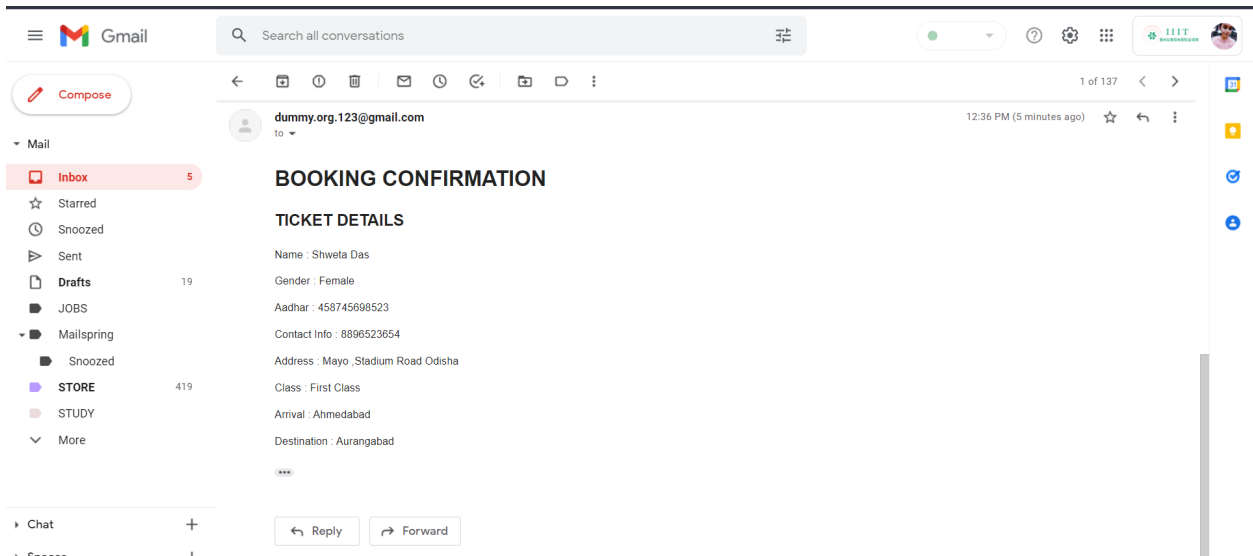 Gmail
Search all conversations
IIIT
Compose
1 of 137
dummy.org.123@gmail.com
12:36 PM (5 minutes ago)
to
Mail
Inbox 5
Starred
Snoozed
Sent
Drafts 19
JOBS
Mailspring
Snoozed
STORE 419
STUDY
More
Chat
BOOKING CONFIRMATION
TICKET DETAILS
Name : Shweta Das
Gender : Female
Aadhar : 458745698523
Contact Info : 8896523654
Address : Mayo ,Stadium Road Odisha
Class : First Class
Arrival : Ahmedabad
Destination : Aurangabad
Reply
Forward
31